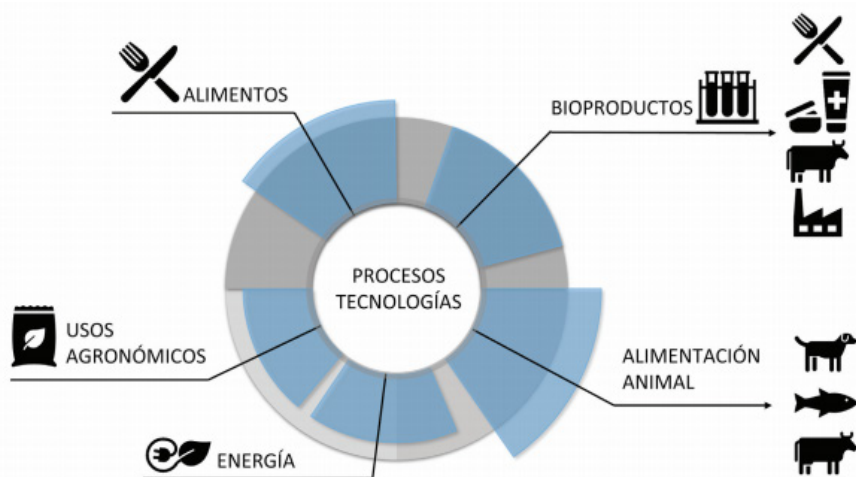 ALIMENTOS
BIOPRODUCTOS
PROCESOS
TECNOLOGÍAS
USOS
AGRONÓMICOS
ALIMENTACIÓN
ANIMAL
ENERGÍA